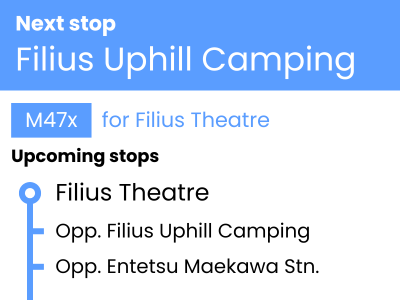 Next stop
Filius Uphill Camping
M47x for Filius Theatre
Upcoming stops
Filius Theatre
Opp. Filius Uphill Camping
Opp. Entetsu Maekawa Stn.